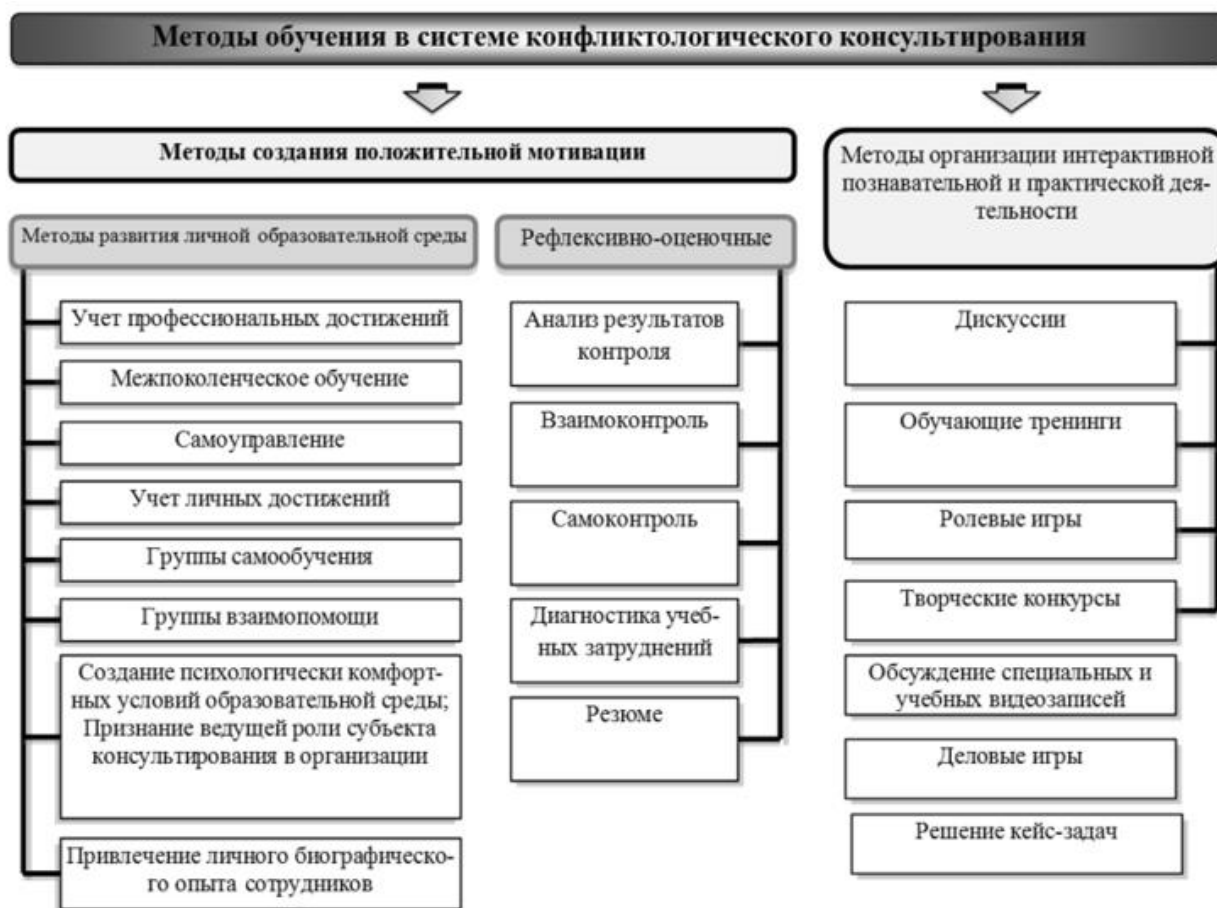 Методы обучения в системе конфликтологического консультирования
Методы создания положительной мотивации
Методы развития личной образовательной среды
Учет профессиональных достижений
Межпоколенческое обучение
Самоуправление
Учет личных достижений
Группы самообучения
Группы взаимопомощи
Создание психологически комфорт-
ных условий образовательной среды;
Признание ведущей роли субъекта
консультирования в организации
Привлечение личного биографическо-
го опыта сотрудников
Рефлексивно-оценочные
Анализ результатов
контроля
Взаимоконтроль
Самоконтроль
Диагностика учеб-
ных затруднений
Резюме
Методы организации интерактивной
познавательной и практической дея-
тельности
Дискуссии
Обучающие тренинги
Ролевые игры
Творческие конкурсы
Обсуждение специальных и
учебных видеозаписей
Деловые игры
Решение кейс-задач